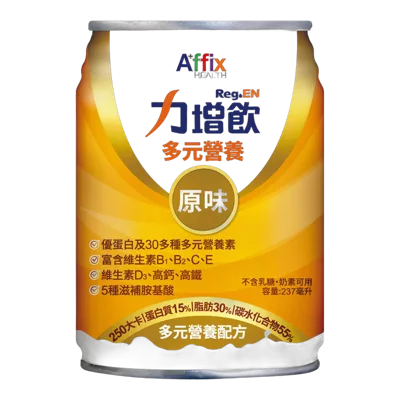 Affix
HEALTH
Reg.EN
力增飲
多元營養
原味
優蛋白及30多種多元營養素
富含維生素B1、B2、C、E
維生素D3、高鈣、高鐵
5種滋補胺基酸
不含乳糖・奶素可用
容量:237毫升
250大卡|蛋白質15%|脂肪30%|碳水化合物55%
多元營養配方